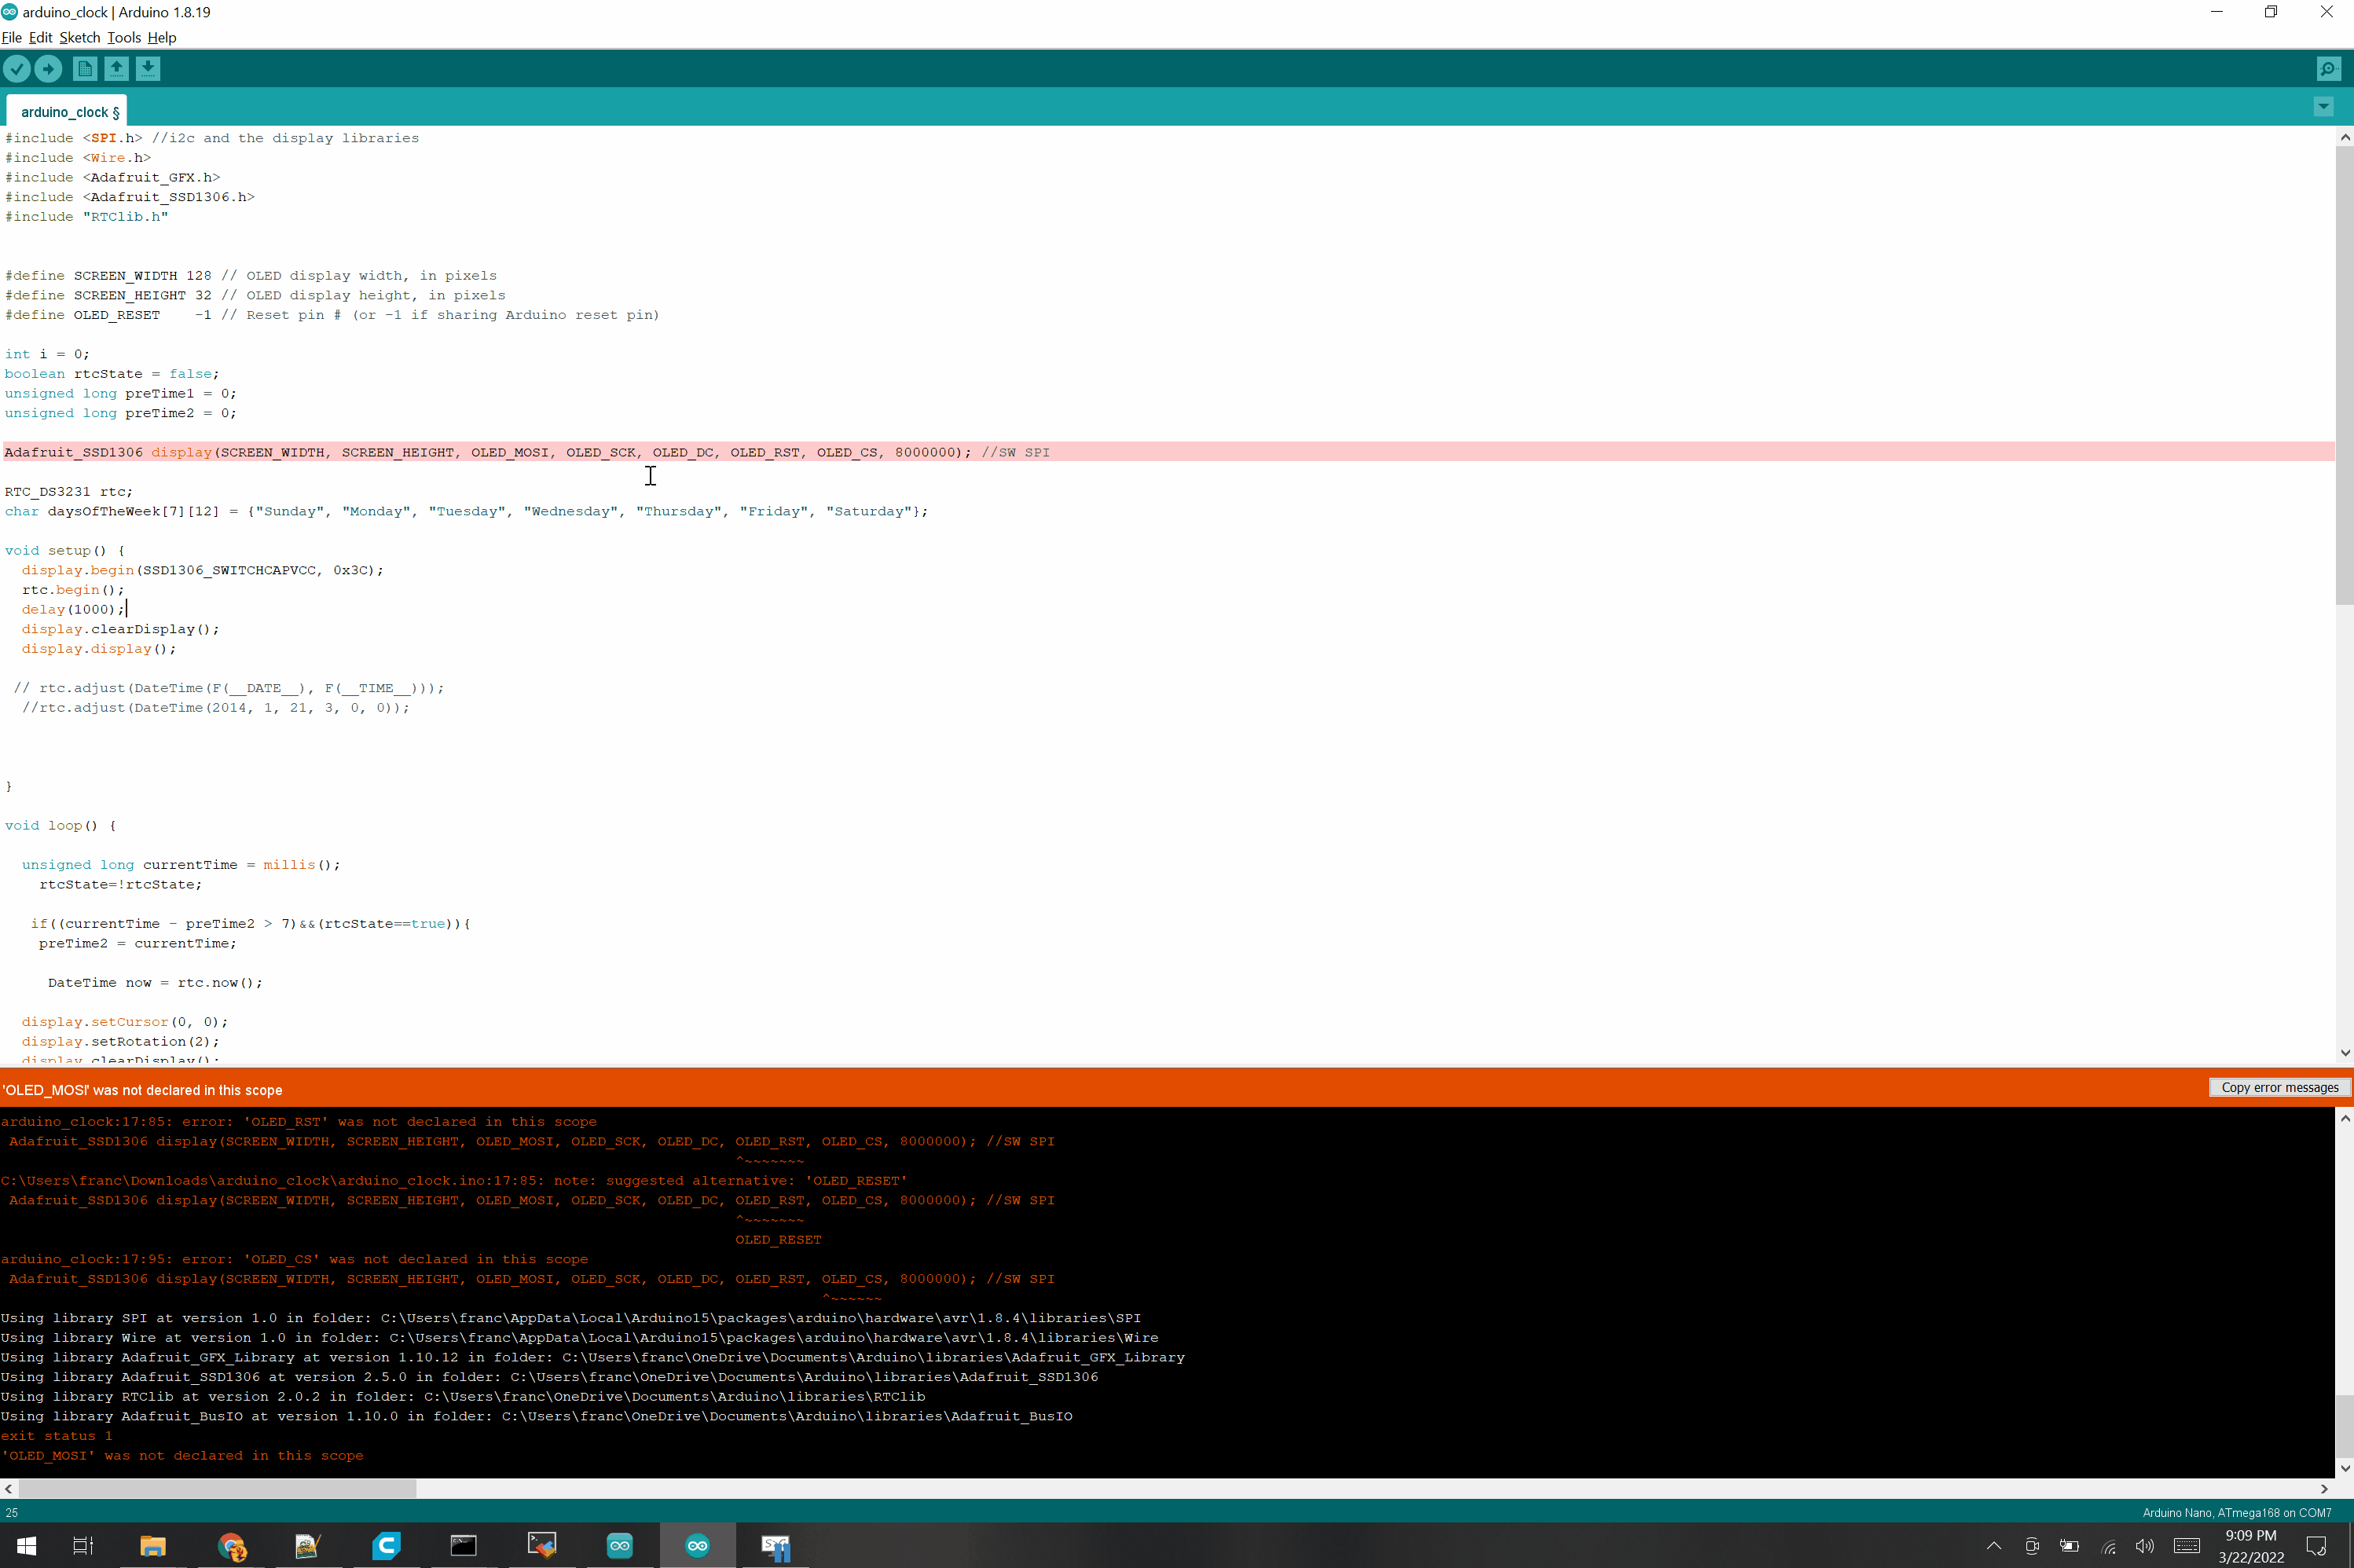 arduino_clock | Arduino 1.8.19
File Edit Sketch Tools Help
arduino_clock §
#include <SPI.h> //i2c and the display libraries
#include <Wire.h>
#include <Adafruit_GFX.h>
#include <Adafruit_SSD1306.h>
#include "RTClib.h"
#define SCREEN_WIDTH 128 // OLED display width, in pixels
#define SCREEN_HEIGHT 32 // OLED display height, in pixels
#define OLED_RESET    -1 // Reset pin # (or -1 if sharing Arduino reset pin)
int i = 0;
boolean rtcState = false;
unsigned long preTime1 = 0;
unsigned long preTime2 = 0;
Adafruit_SSD1306 display(SCREEN_WIDTH, SCREEN_HEIGHT, OLED_MOSI, OLED_SCK, OLED_DC, OLED_RST, OLED_CS, 8000000); //SW SPI
RTC_DS3231 rtc;
char daysOfTheWeek[7][12] = {"Sunday", "Monday", "Tuesday", "Wednesday", "Thursday", "Friday", "Saturday"};
void setup() {
  display.begin(SSD1306_SWITCHCAPVCC, 0x3C);
  rtc.begin();
  delay(1000);
  display.clearDisplay();
  display.display();
 // rtc.adjust(DateTime(F(__DATE__), F(__TIME__)));
  //rtc.adjust(DateTime(2014, 1, 21, 3, 0, 0));
}
void loop() {
  unsigned long currentTime = millis();
    rtcState=!rtcState;
   if((currentTime - preTime2 > 7)&&(rtcState==true)){
    preTime2 = currentTime;
     DateTime now = rtc.now();
  display.setCursor(0, 0);
  display.setRotation(2);
  display.clearDisplay();
'OLED_MOSI' was not declared in this scope
Copy error messages
arduino_clock:17:85: error: 'OLED_RST' was not declared in this scope
 Adafruit_SSD1306 display(SCREEN_WIDTH, SCREEN_HEIGHT, OLED_MOSI, OLED_SCK, OLED_DC, OLED_RST, OLED_CS, 8000000); //SW SPI
^~~~~~~~
C:\Users\franc\Downloads\arduino_clock\arduino_clock.ino:17:85: note: suggested alternative: 'OLED_RESET'
 Adafruit_SSD1306 display(SCREEN_WIDTH, SCREEN_HEIGHT, OLED_MOSI, OLED_SCK, OLED_DC, OLED_RST, OLED_CS, 8000000); //SW SPI
^~~~~~~~
OLED_RESET
arduino_clock:17:95: error: 'OLED_CS' was not declared in this scope
 Adafruit_SSD1306 display(SCREEN_WIDTH, SCREEN_HEIGHT, OLED_MOSI, OLED_SCK, OLED_DC, OLED_RST, OLED_CS, 8000000); //SW SPI
^~~~~~~
Using library SPI at version 1.0 in folder: C:\Users\franc\AppData\Local\Arduino15\packages\arduino\hardware\avr\1.8.4\libraries\SPI
Using library Wire at version 1.0 in folder: C:\Users\franc\AppData\Local\Arduino15\packages\arduino\hardware\avr\1.8.4\libraries\Wire
Using library Adafruit_GFX_Library at version 1.10.12 in folder: C:\Users\franc\OneDrive\Documents\Arduino\libraries\Adafruit_GFX_Library
Using library Adafruit_SSD1306 at version 2.5.0 in folder: C:\Users\franc\OneDrive\Documents\Arduino\libraries\Adafruit_SSD1306
Using library RTClib at version 2.0.2 in folder: C:\Users\franc\OneDrive\Documents\Arduino\libraries\RTClib
Using library Adafruit_BusIO at version 1.10.0 in folder: C:\Users\franc\OneDrive\Documents\Arduino\libraries\Adafruit_BusIO
exit status 1
'OLED_MOSI' was not declared in this scope
25
Arduino Nano, ATmega168 on COM7
9:09 PM
3/22/2022